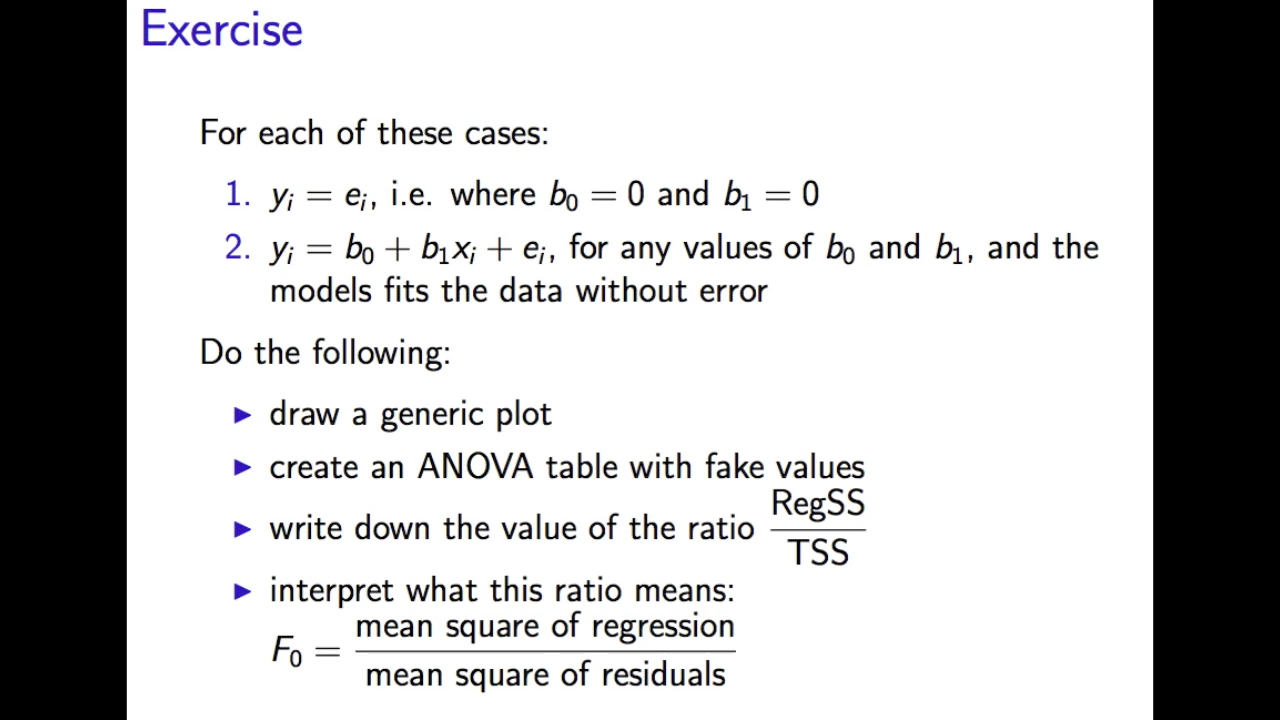 Exercise
For each of these cases:
1. yᵢ = eᵢ, i.e. where b₀ = 0 and b₁ = 0
2. yᵢ = b₀ + b₁xᵢ + eᵢ, for any values of b₀ and b₁, and the
models fits the data without error
Do the following:
▶ draw a generic plot
▶ create an ANOVA table with fake values
▶ write down the value of the ratio RegSS / TSS
▶ interpret what this ratio means:
F₀ = mean square of regression / mean square of residuals